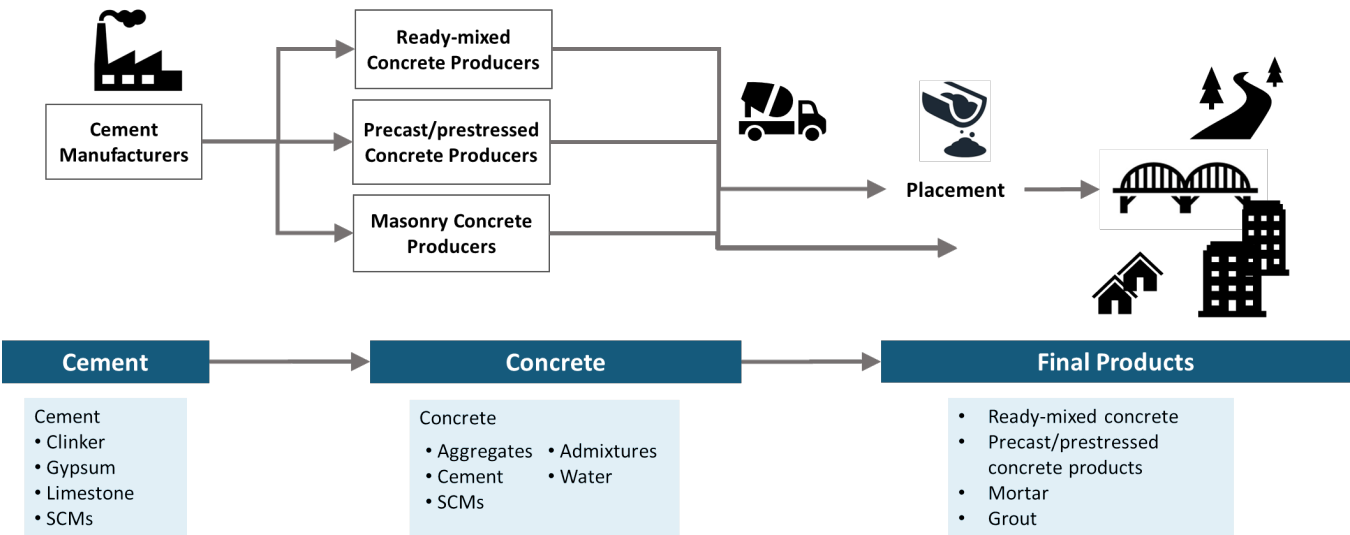 Ready-mixed
Concrete Producers
Cement
Manufacturers
Precast/prestressed
Concrete Producers
Masonry Concrete
Producers
Placement
Cement
Concrete
Final Products
Cement
• Clinker
• Gypsum
• Limestone
• SCMs
Concrete
• Aggregates
• Cement
• SCMs
• Admixtures
• Water
• Ready-mixed concrete
• Precast/prestressed
concrete products
• Mortar
• Grout